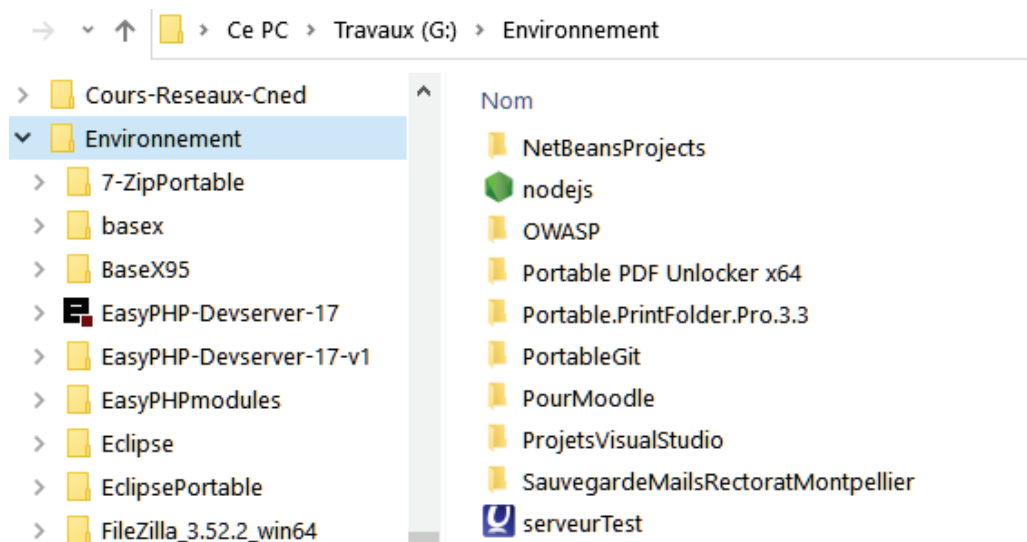 Ce PC > Travaux (G:) > Environnement
Cours-Reseaux-Cned
Environnement
7-ZipPortable
basex
BaseX95
EasyPHP-Devserver-17
EasyPHP-Devserver-17-v1
EasyPHPmodules
Eclipse
EclipsePortable
FileZilla_3.52.2_win64
Nom
NetBeansProjects
nodejs
OWASP
Portable PDF Unlocker x64
Portable.PrintFolder.Pro.3.3
PortableGit
PourMoodle
ProjetsVisualStudio
SauvegardeMailsRectoratMontpellier
serveurTest